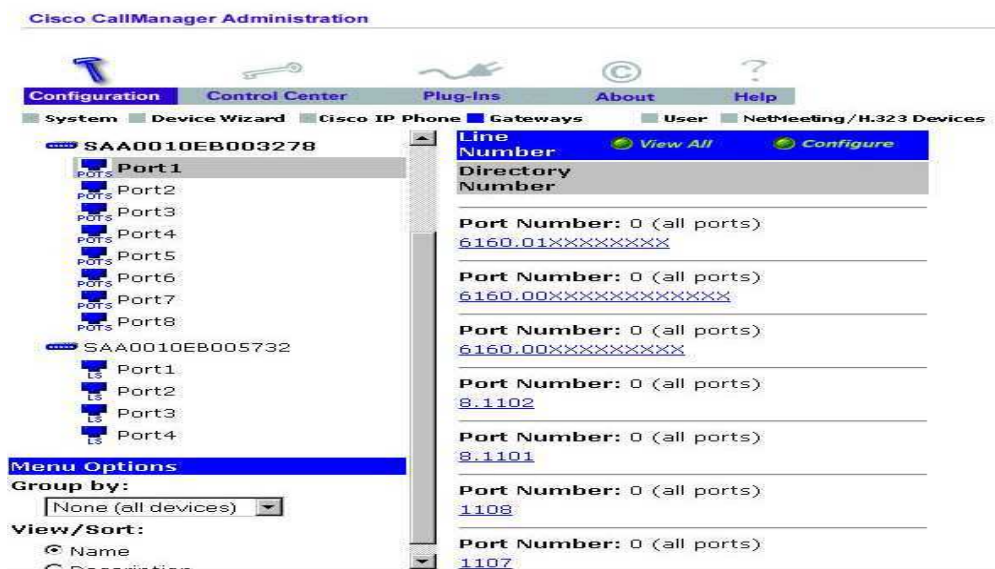 Cisco CallManager Administration
Configuration Control Center Plug-Ins About Help
System Device Wizard Cisco IP Phone Gateways User NetMeeting/H.323 Devices
SAA0010EB003278
POTS Port1
POTS Port2
POTS Port3
POTS Port4
POTS Port5
POTS Port6
POTS Port7
POTS Port8
SAA0010EB005732
LS Port1
LS Port2
LS Port3
LS Port4
Menu Options
Group by:
None (all devices)
View/Sort:
Name
Description
Line Number View All Configure
Directory
Number
Port Number: 0 (all ports)
6160.01XXXXXXXX
Port Number: 0 (all ports)
6160.00XXXXXXXXXXXX
Port Number: 0 (all ports)
6160.00XXXXXXXXX
Port Number: 0 (all ports)
8.1102
Port Number: 0 (all ports)
8.1101
Port Number: 0 (all ports)
1108
Port Number: 0 (all ports)
1107